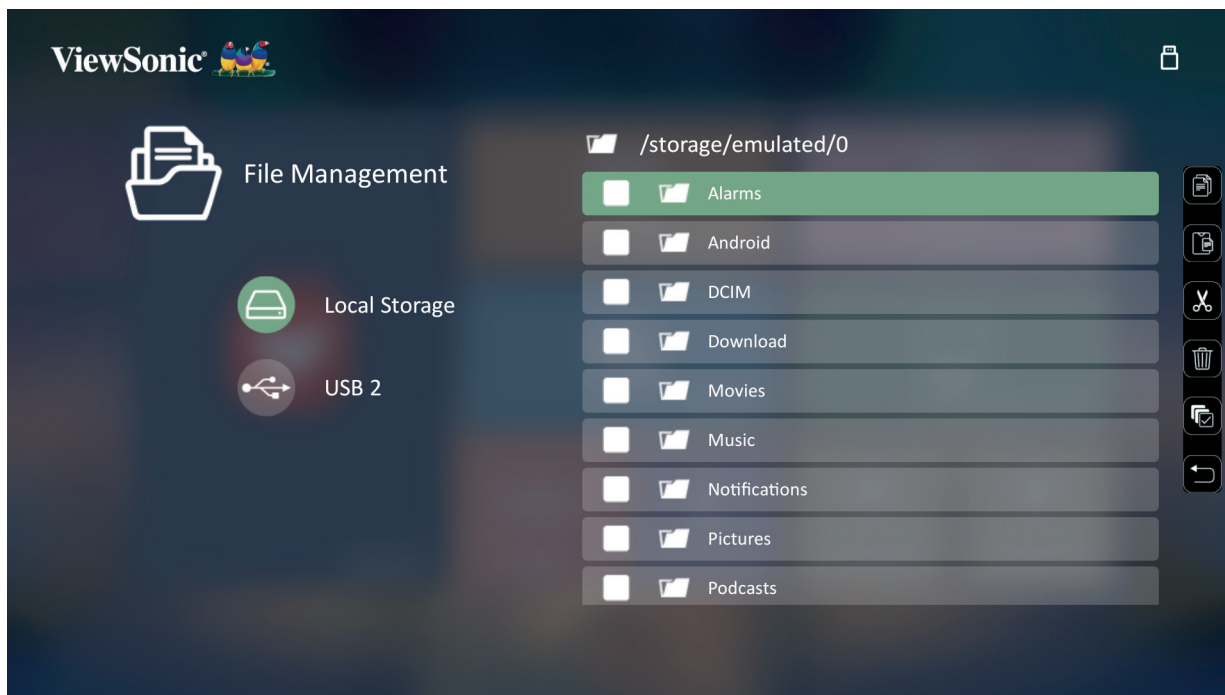 ViewSonic®
File Management
Local Storage
USB 2
/storage/emulated/0
Alarms
Android
DCIM
Download
Movies
Music
Notifications
Pictures
Podcasts